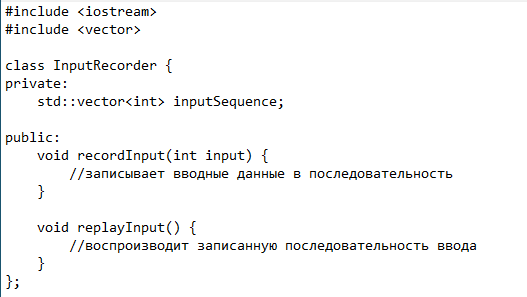 #include <iostream>
#include <vector>
class InputRecorder {
private:
std::vector<int> inputSequence;
public:
void recordInput(int input) {
//записывает вводные данные в последовательность
}
void replayInput() {
//воспроизводит записанную последовательность ввода
}
};